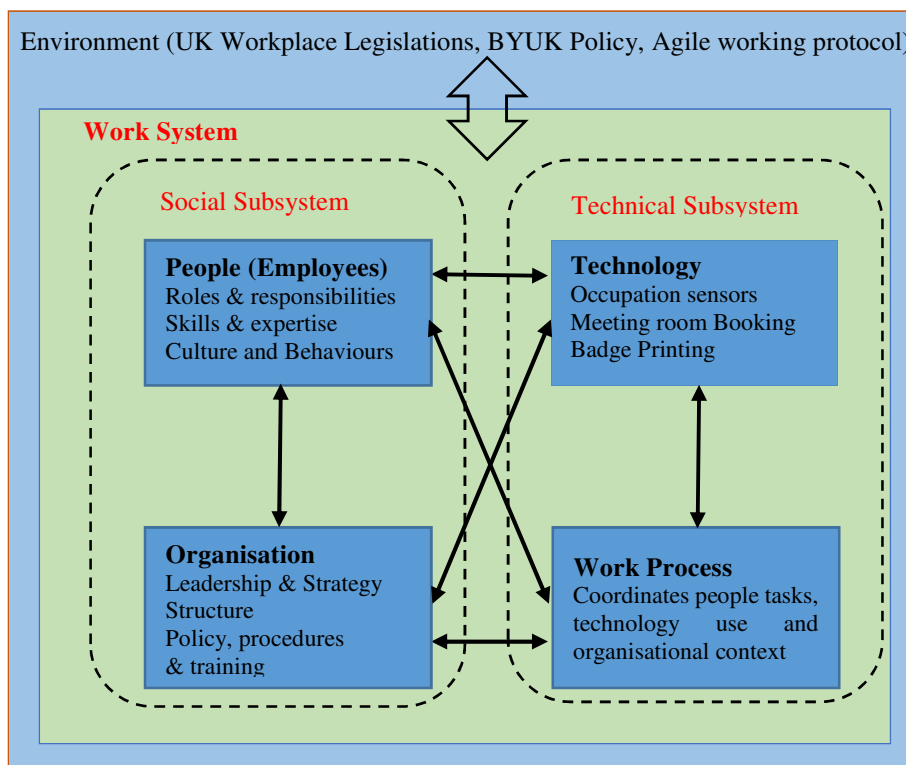 Environment (UK Workplace Legislations, BYUK Policy, Agile working protocol)
Work System
Social Subsystem
Technical Subsystem
People (Employees)
Roles & responsibilities
Skills & expertise
Culture and Behaviours
Technology
Occupation sensors
Meeting room Booking
Badge Printing
Organisation
Leadership & Strategy
Structure
Policy, procedures
& training
Work Process
Coordinates people tasks,
technology use and
organisational context